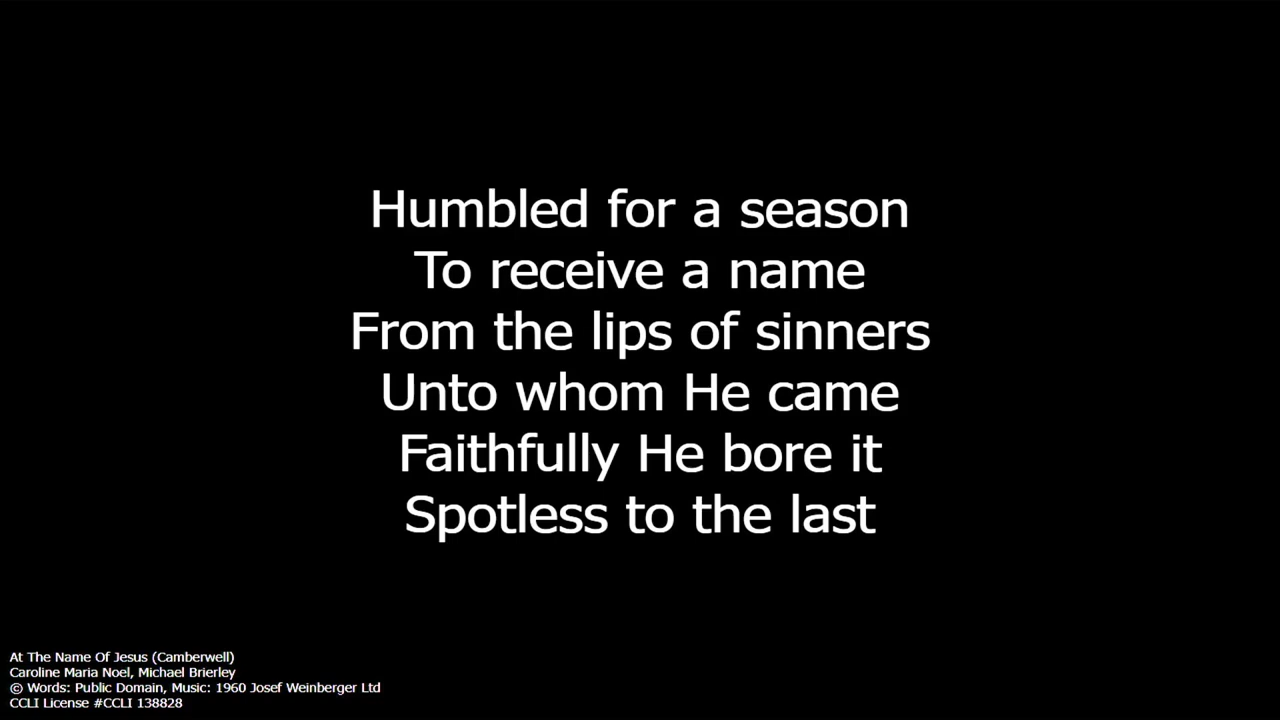 Humbled for a season
To receive a name
From the lips of sinners
Unto whom He came
Faithfully He bore it
Spotless to the last
At The Name Of Jesus (Camberwell)
Caroline Maria Noel, Michael Brierley
© Words: Public Domain, Music: 1960 Josef Weinberger Ltd
CCLI License #CCLI 138828